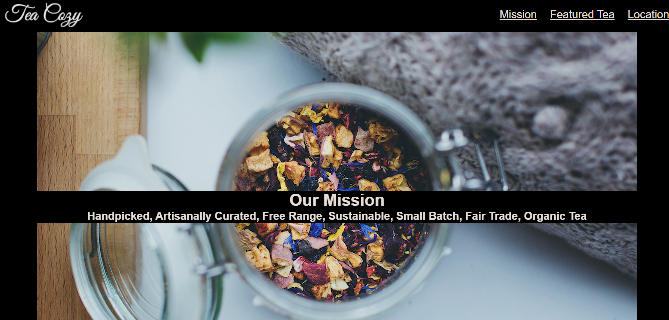 Tea Cozy
Mission Featured Tea Location
Our Mission
Handpicked, Artisanally Curated, Free Range, Sustainable, Small Batch, Fair Trade, Organic Tea